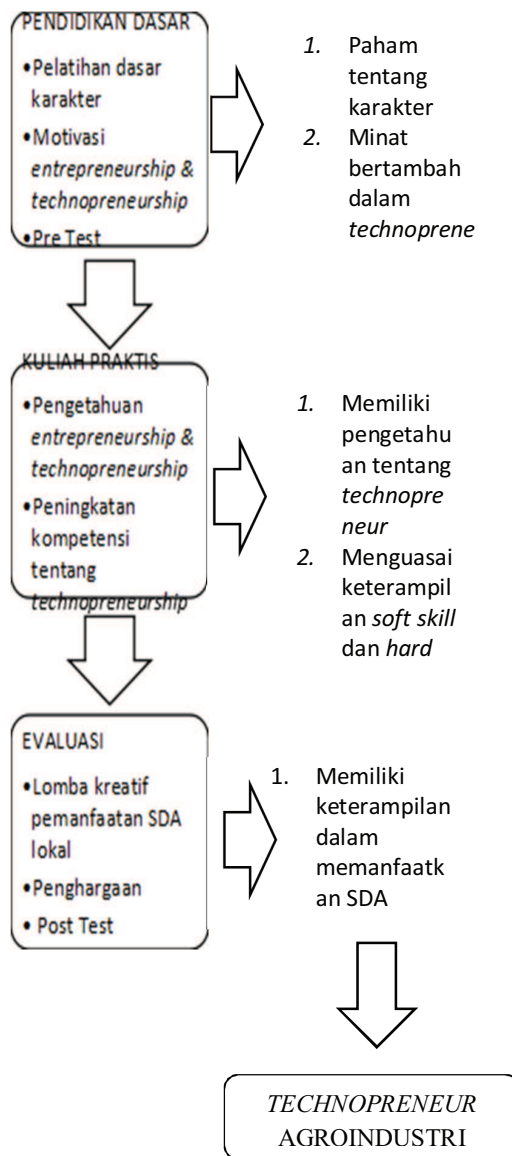 PENDIDIKAN DASAR
•Pelatihan dasar
karakter
•Motivasi
entrepreneurship &
technopreneurship
•Pre Test
1. Paham
tentang
karakter
2. Minat
bertambah
dalam
technoprene
KULIAH PRAKTIS
•Pengetahuan
entrepreneurship &
technopreneurship
•Peningkatan
kompetensi
tentang
technopreneurship
1. Memiliki
pengetahu
an tentang
technopre
neur
2. Menguasai
keterampil
an soft skill
dan hard
EVALUASI
•Lomba kreatif
pemanfaatan SDA
lokal
•Penghargaan
• Post Test
1. Memiliki
keterampilan
dalam
memanfaatk
an SDA
TECHNOPRENEUR
AGROINDUSTRI